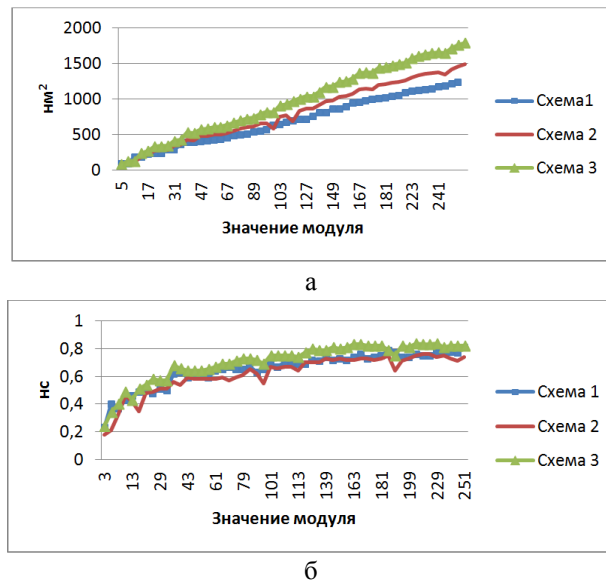 2000
1500
1000
500
0
нм²
5 17 31 47 67 89 103 127 149 167 191 223 241
Значение модуля
Схема1
Схема 2
Схема 3
а
1
0,8
0,6
0,4
0,2
0
нс
3 13 29 43 61 79 101 113 139 163 181 199 229 251
Значение модуля
Схема 1
Схема 2
Схема 3
б